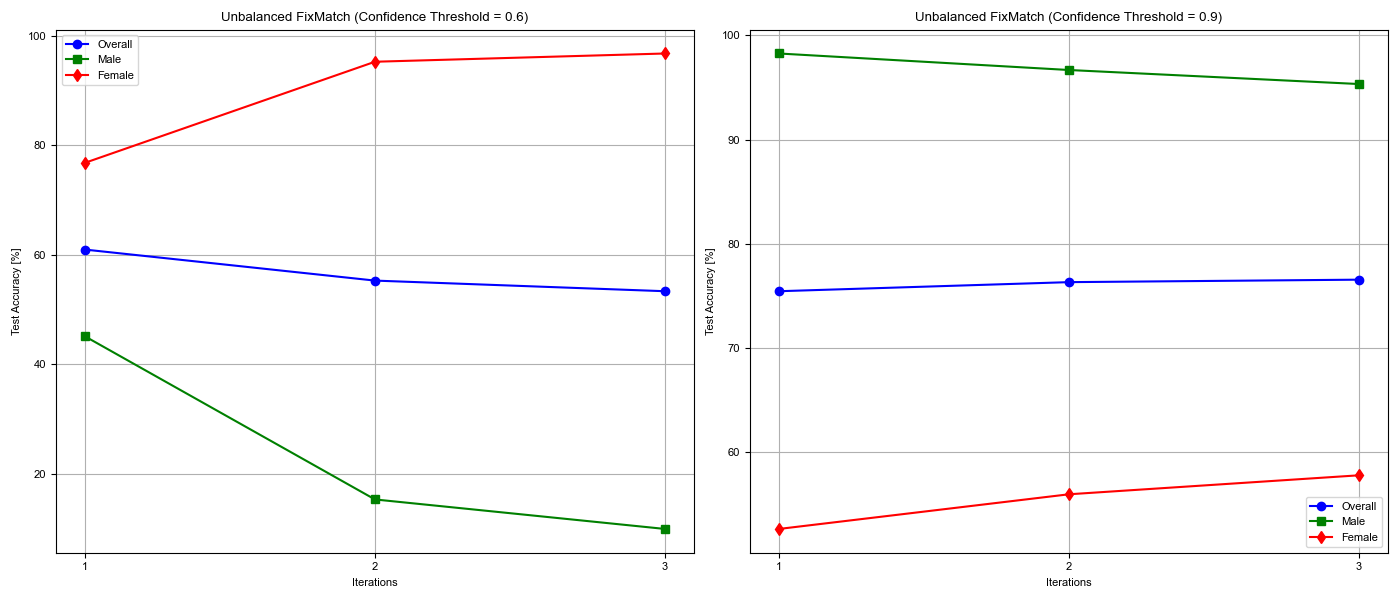 Unbalanced FixMatch (Confidence Threshold = 0.6)
100
80
60
40
20
Test Accuracy [%]
Overall
Male
Female
1
2
3
Iterations
Unbalanced FixMatch (Confidence Threshold = 0.9)
100
90
80
70
60
Test Accuracy [%]
Overall
Male
Female
1
2
3
Iterations